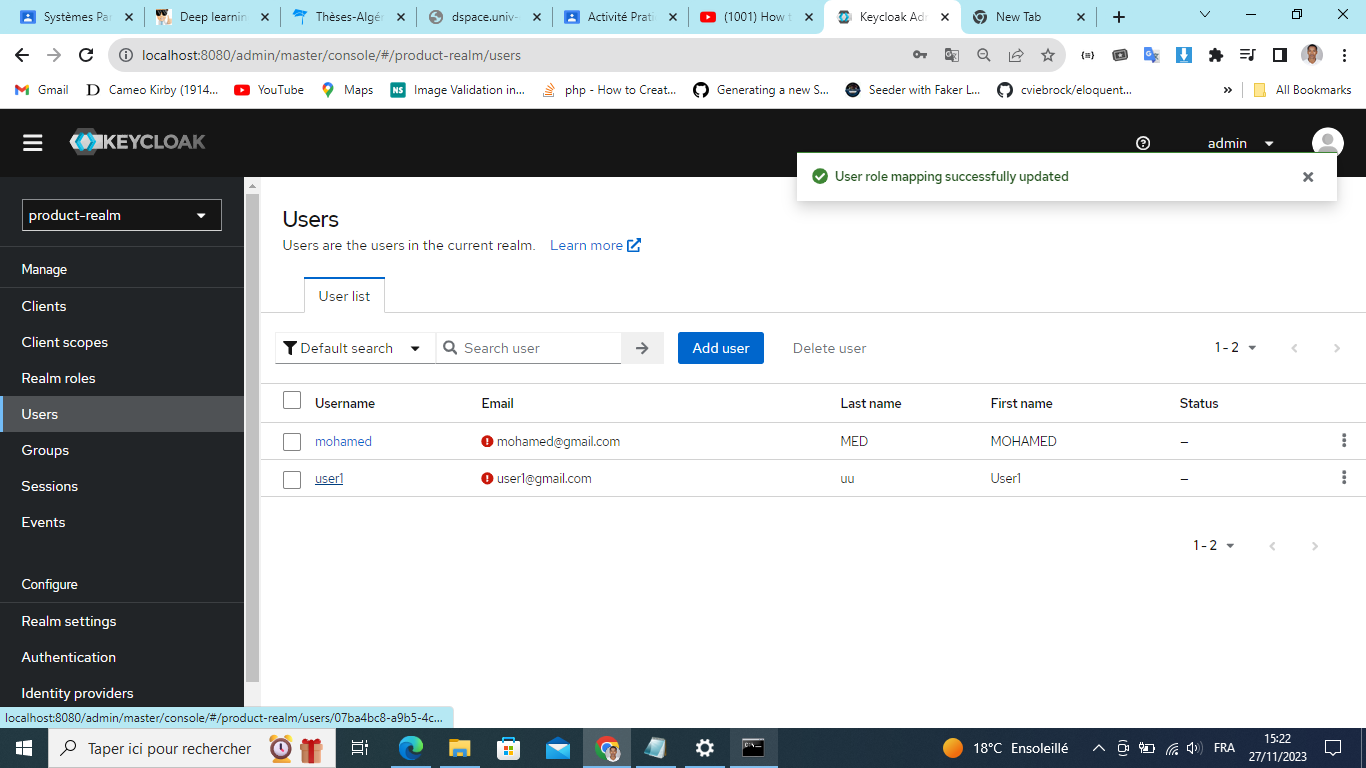 Systèmes Par
Deep learnin
Thèses-Algé
dspace.univ-
Activité Prati
(1001) How t
Keycloak Adm
New Tab
localhost:8080/admin/master/console/#/product-realm/users
Gmail
Cameo Kirby (1914...
YouTube
Maps
NS
Image Validation in...
php - How to Creat...
Generating a new S...
Seeder with Faker L...
cviebrock/eloquent...
»
All Bookmarks
KEYCLOAK
admin
User role mapping successfully updated
product-realm
Manage
Clients
Client scopes
Realm roles
Users
Groups
Sessions
Events
Configure
Realm settings
Authentication
Identity providers
Users
Users are the users in the current realm. Learn more
User list
Default search
Search user
Add user
Delete user
1 - 2
Username Email Last name First name Status
mohamed mohamed@gmail.com MED MOHAMED –
user1 user1@gmail.com uu User1 –
1 - 2
localhost:8080/admin/master/console/#/product-realm/users/07ba4bc8-a9b5-4c...
Taper ici pour rechercher
18°C Ensoleillé
FRA
15:22
27/11/2023